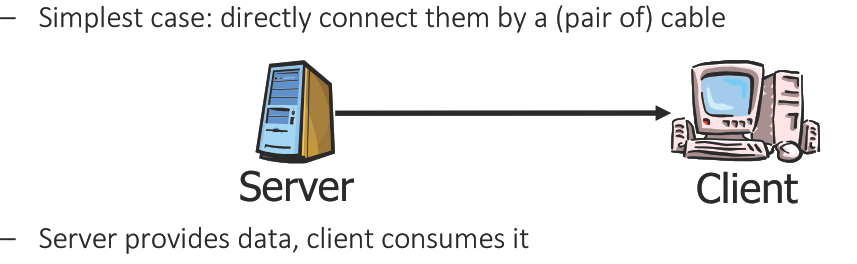 – Simplest case: directly connect them by a (pair of) cable
Server
Client
– Server provides data, client consumes it